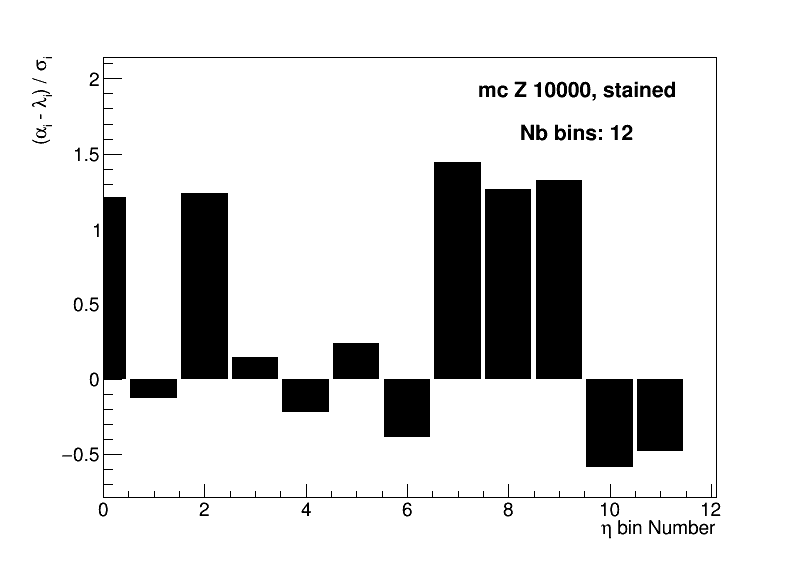 (αi - λi) / σi
mc Z 10000, stained
Nb bins: 12
2
1.5
1
0.5
0
−0.5
0 2 4 6 8 10 12
η bin Number